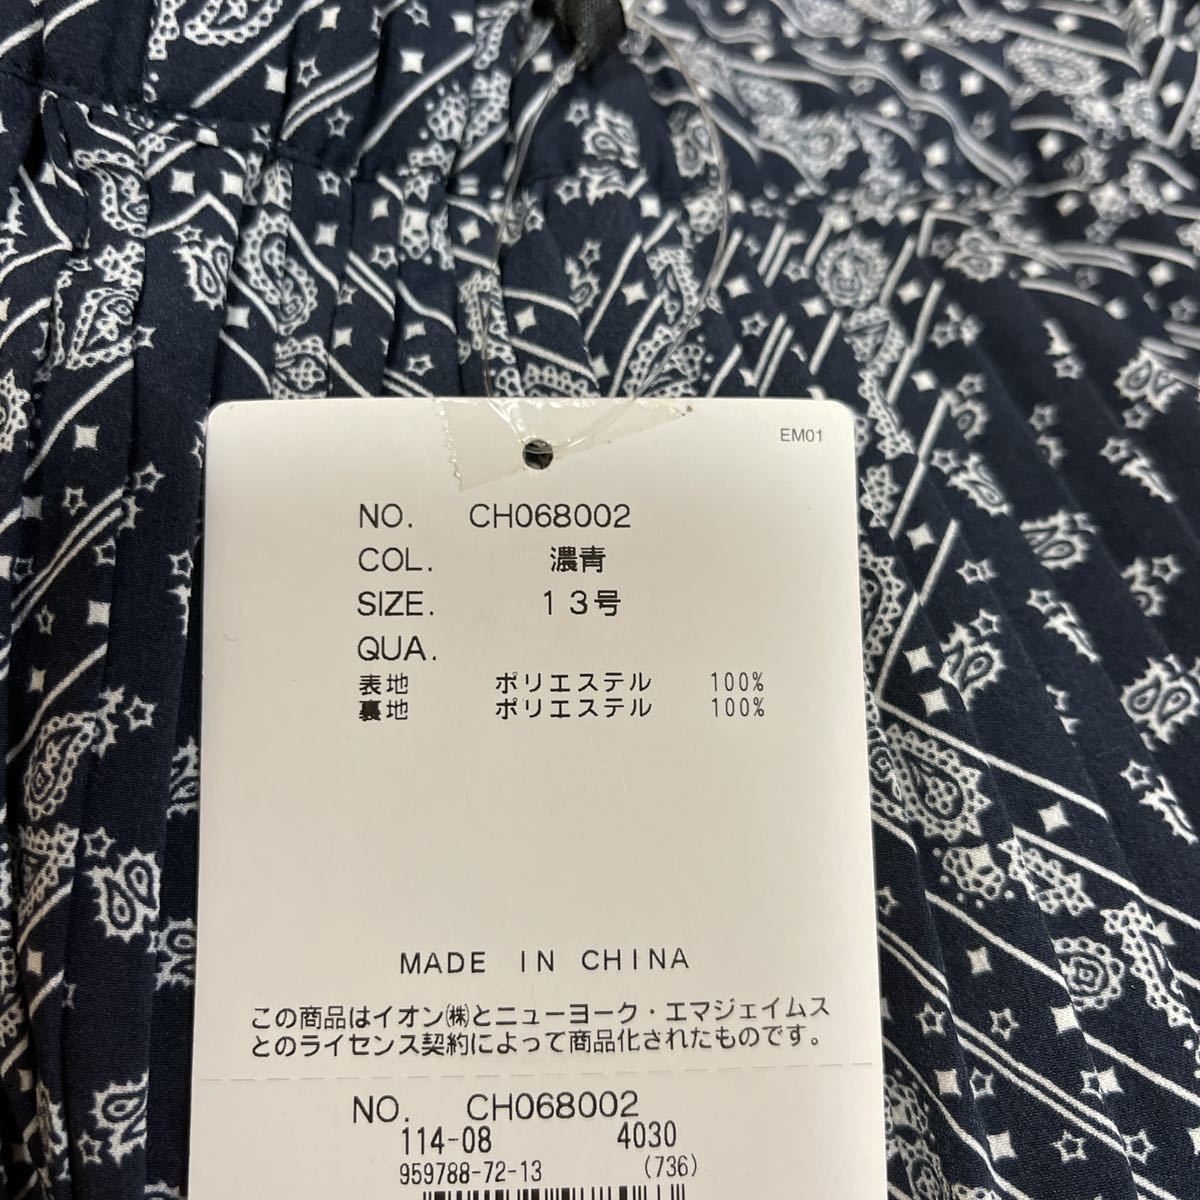 EM01
NO. CH068002
COL. 濃青
SIZE. 13号
QUA.
表地 ポリエステル 100%
裏地 ポリエステル 100%
MADE IN CHINA
この商品はイオン㈱とニューヨーク・エマジェイムス
とのライセンス契約によって商品化されたものです。
NO. CH068002
114-08 4030
959788-72-13 (736)